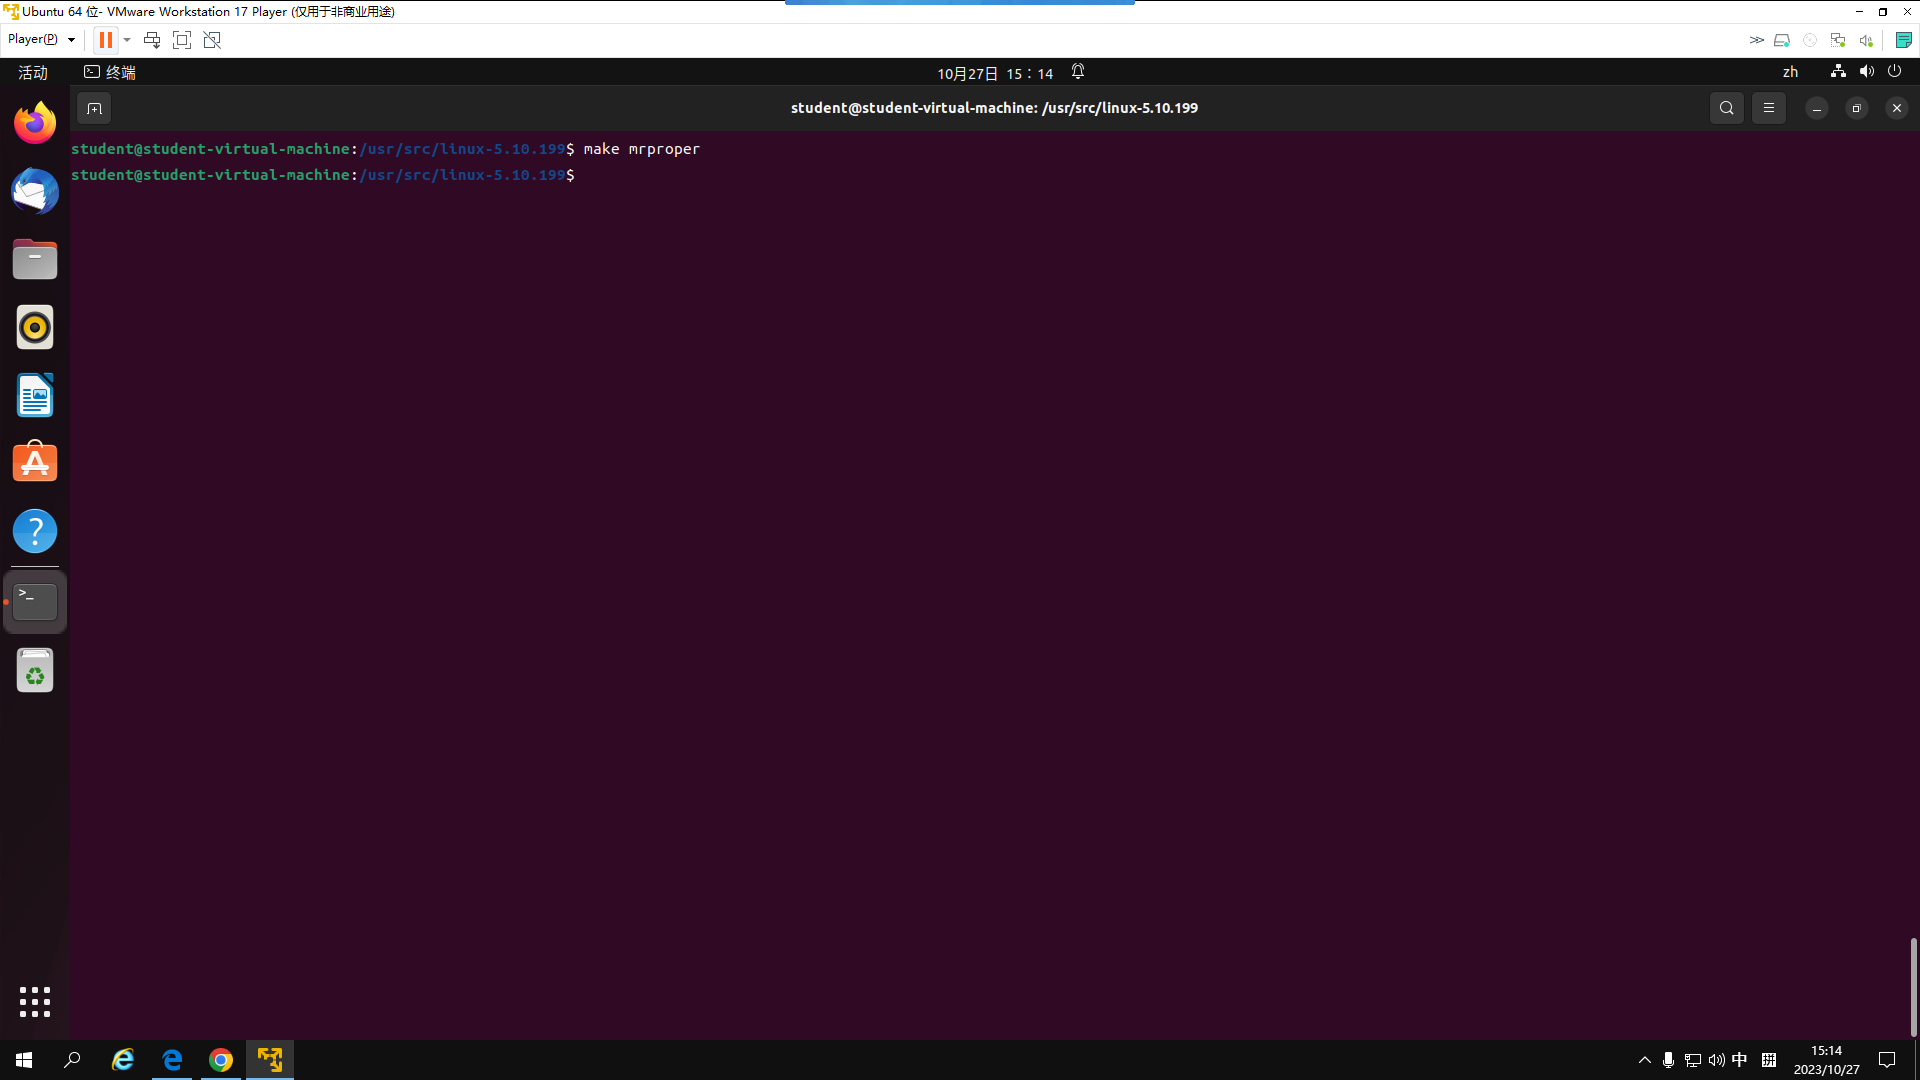 Ubuntu 64 位- VMware Workstation 17 Player (仅用于非商业用途)
Player(P)
活动
终端
10月27日 15：14
zh
student@student-virtual-machine: /usr/src/linux-5.10.199
student@student-virtual-machine:/usr/src/linux-5.10.199$ make mrproper
student@student-virtual-machine:/usr/src/linux-5.10.199$
中
拼
15:14
2023/10/27